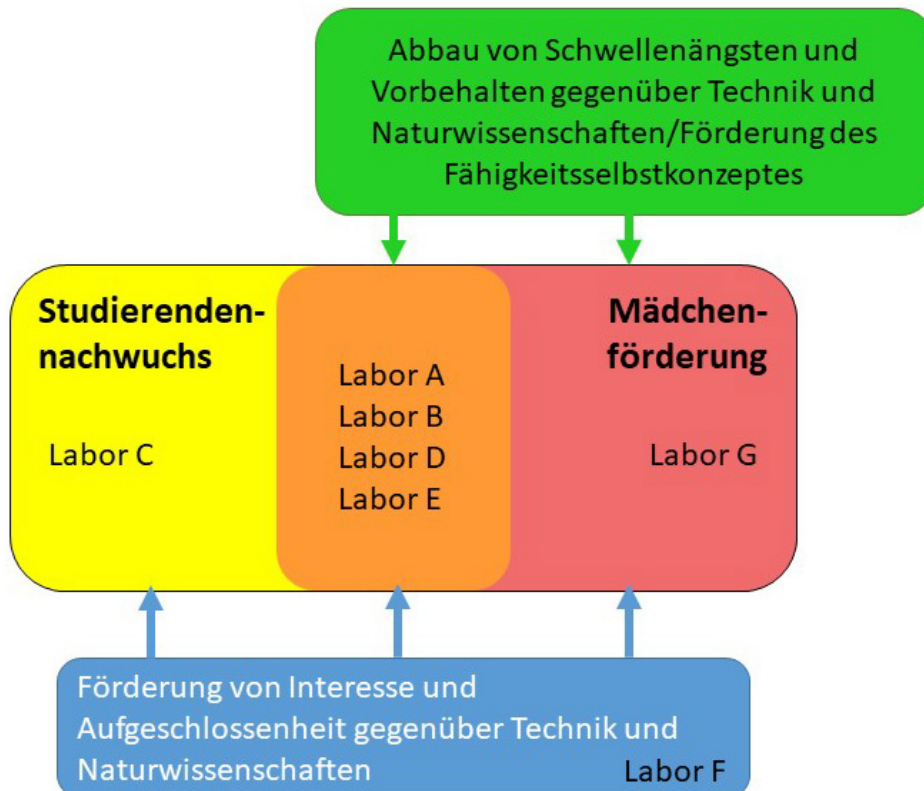 Abbau von Schwellenängsten und
Vorbehalten gegenüber Technik und
Naturwissenschaften/Förderung des
Fähigkeitsselbstkonzeptes
Studierenden-
nachwuchs
Labor C
Labor A
Labor B
Labor D
Labor E
Mädchen-
förderung
Labor G
Förderung von Interesse und
Aufgeschlossenheit gegenüber Technik und
Naturwissenschaften
Labor F